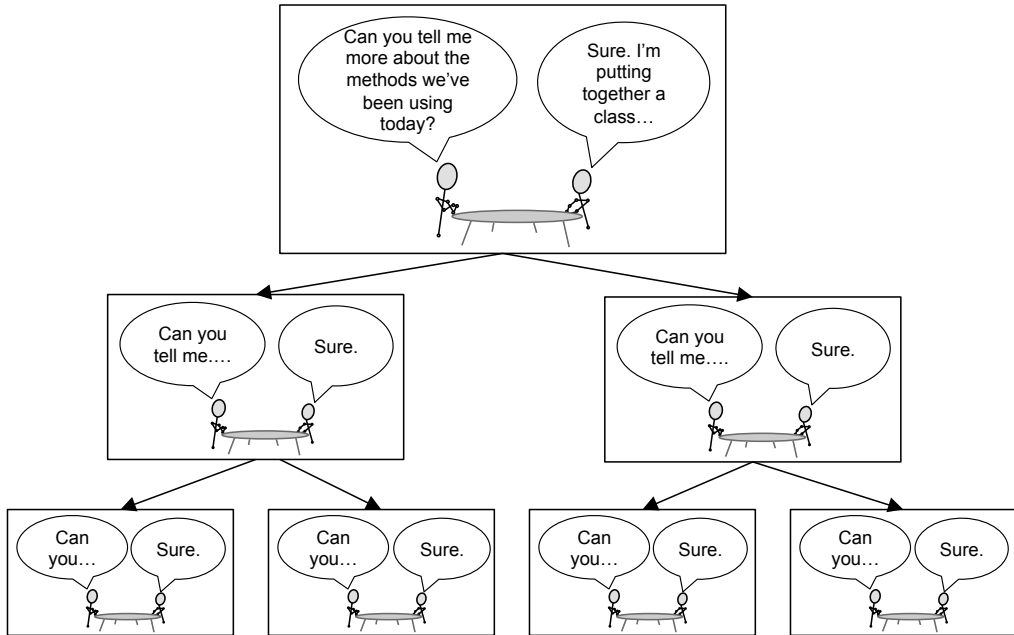 Can you tell me
more about the
methods we’ve
been using
today?
Sure. I’m
putting
together a
class…
Can you
tell me….
Sure.
Can you
tell me….
Sure.
Can
you…
Sure.
Can
you…
Sure.
Can
you…
Sure.
Can
you…
Sure.